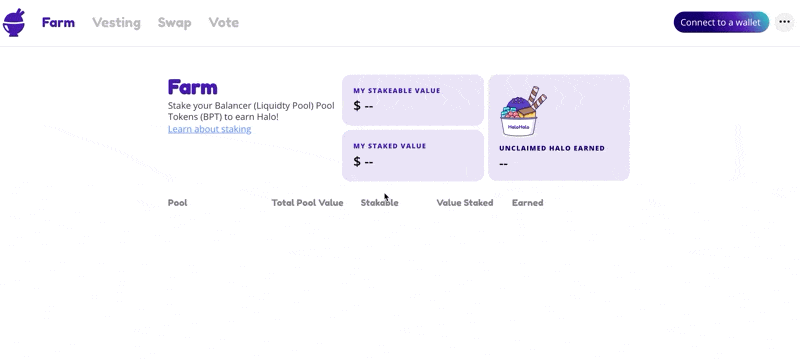 Farm Vesting Swap Vote Connect to a wallet •••
Farm
Stake your Balancer (Liquidty Pool) Pool
Tokens (BPT) to earn Halo!
Learn about staking
MY STAKEABLE VALUE
$ --
MY STAKED VALUE
$ --
HaloHalo
UNCLAIMED HALO EARNED
--
Pool Total Pool Value Stakable Value Staked Earned